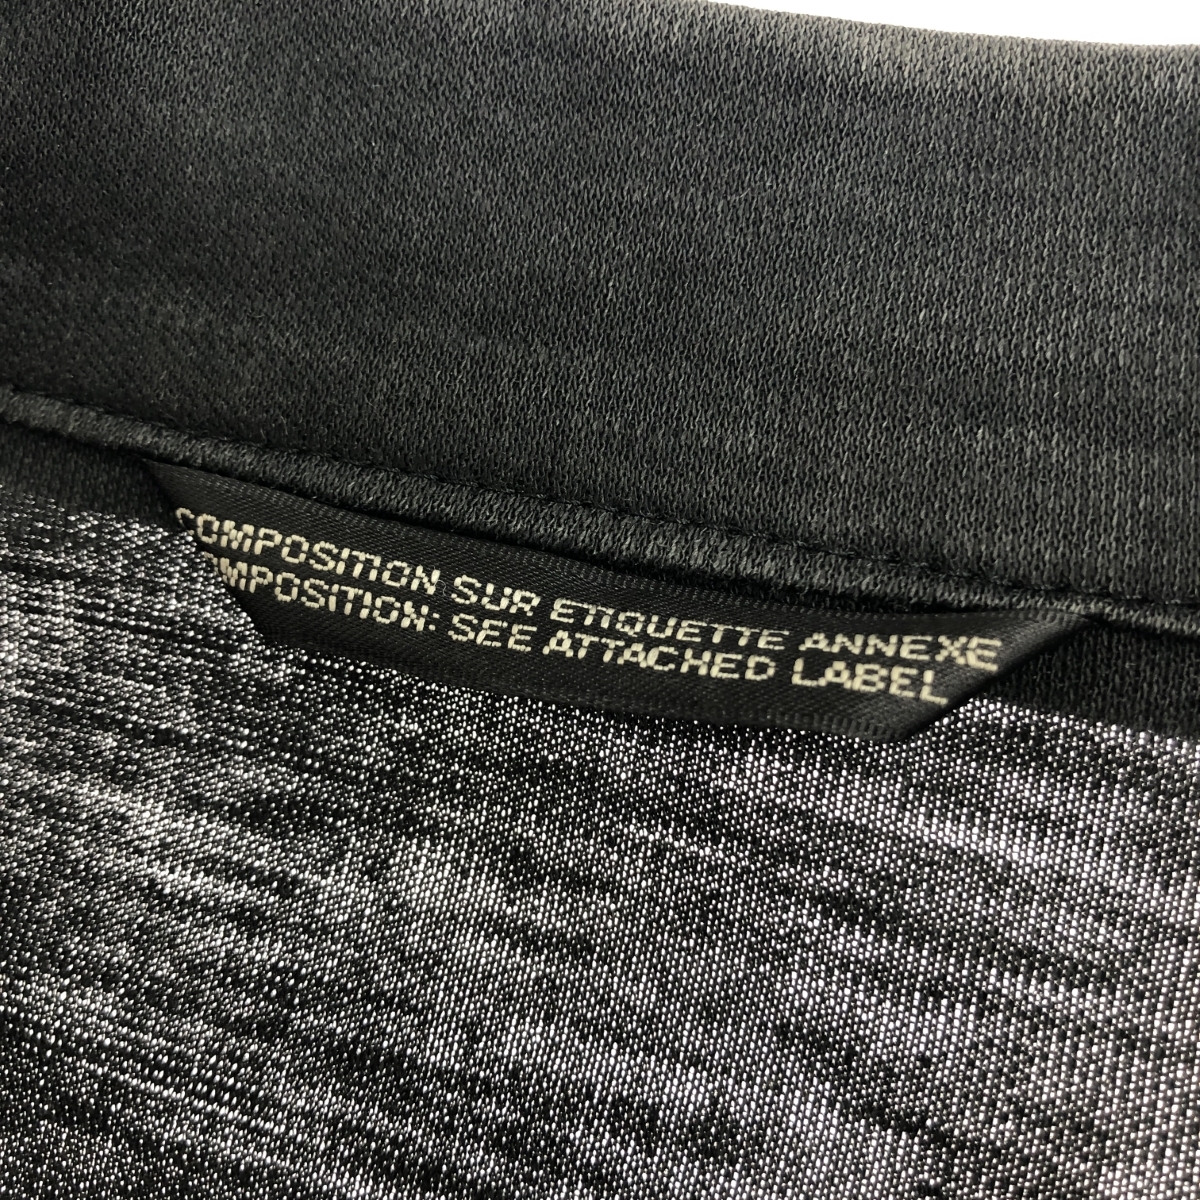 COMPOSITION SUR ETIQUETTE ANNEXE
COMPOSITION: SEE ATTACHED LABEL